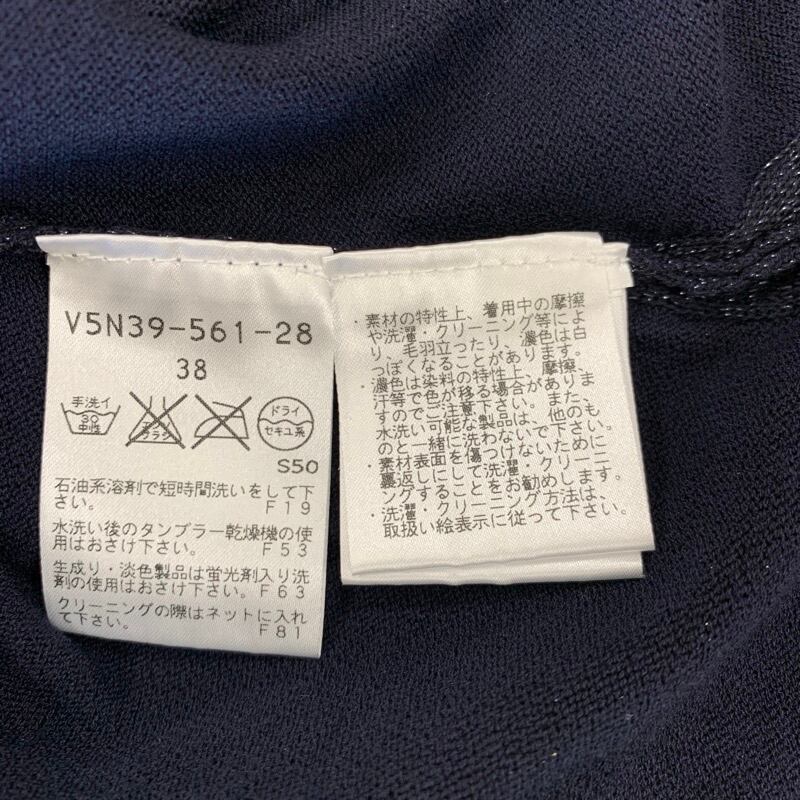 V5N39-561-28
38
手洗イ
30
中性
エンソ
サラシ
ドライ
セキユ系
S50
石油系溶剤で短時間洗いをして下
さい。 F19
水洗い後のタンブラー乾燥機の使
用はおさけ下さい。 F53
生成り・淡色製品は蛍光剤入り洗
剤の使用はおさけ下さい。F63
クリーニングの際はネットに入れ
て下さい。 F81
・素材の特性上、着用中の摩擦
や洗濯・クリーニング等によ
り、毛羽立ったり、濃色は白
っぽくなることがあります。
・濃色は染料の特性上、摩擦、
汗等で色が移る場合がありま
すのでご注意下さい。また、
水洗い可能な製品は、他のも
のと一緒に洗わないで下さい。
・素材表面を傷つけないために
裏返しにして洗濯・クリーニ
ングすることをお勧めします。
・洗濯・クリーニング方法は、
取扱い絵表示に従って下さい。